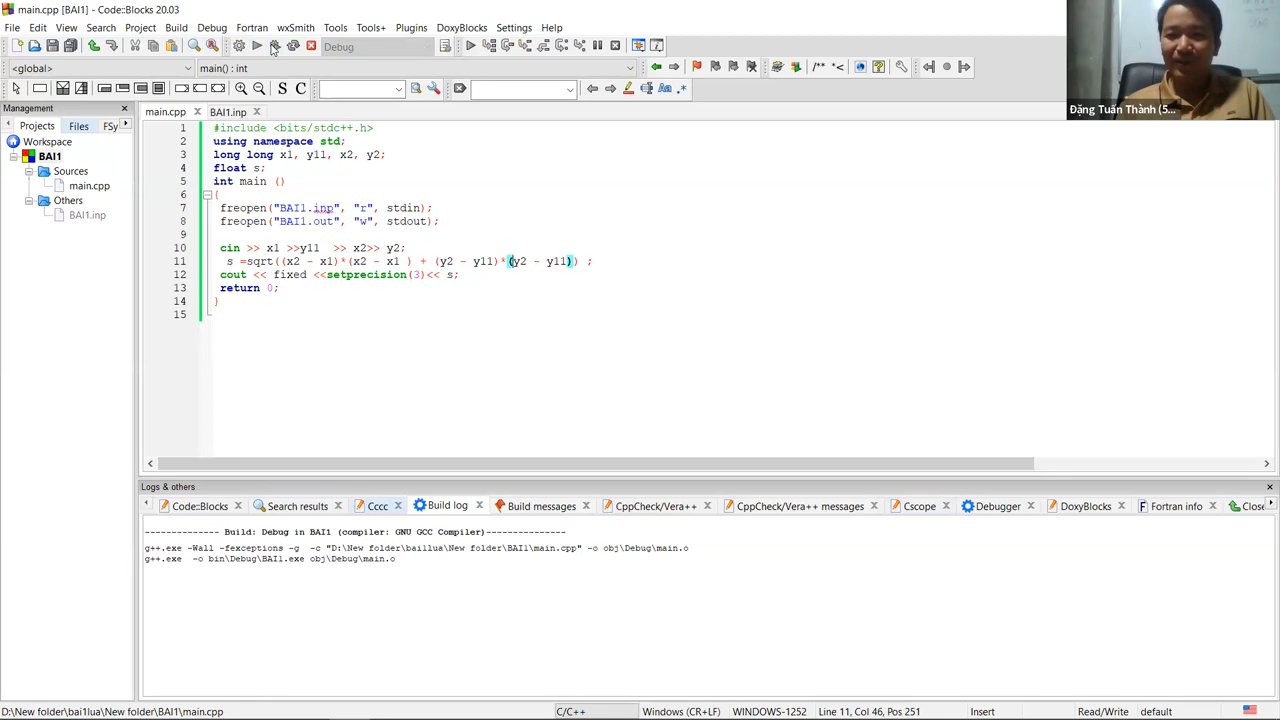 main.cpp [BAI1] - Code::Blocks 20.03
File Edit View Search Project Build Debug Fortran wxSmith Tools Tools+ Plugins DoxyBlocks Settings Help
Debug
<global> main() : int
/** *<
S C
Aa .*
Đặng Tuấn Thành (5...
Management
Projects Files FSy
Workspace
BAI1
Sources
main.cpp
Others
BAI1.inp
main.cpp BAI1.inp
1 #include <bits/stdc++.h>
2 using namespace std;
3 long long x1, y11, x2, y2;
4 float s;
5 int main ()
6 {
7 freopen("BAI1.inp", "r", stdin);
8 freopen("BAI1.out", "w", stdout);
9
10 cin >> x1 >>y11 >> x2>> y2;
11 s =sqrt((x2 - x1)*(x2 - x1 ) + (y2 - y11)*(y2 - y11)) ;
12 cout << fixed <<setprecision(3)<< s;
13 return 0;
14 }
15
Logs & others
Code::Blocks Search results Cccc Build log Build messages CppCheck/Vera++ CppCheck/Vera++ messages Cscope Debugger DoxyBlocks Fortran info Close
-------------- Build: Debug in BAI1 (compiler: GNU GCC Compiler)---------------
g++.exe -Wall -fexceptions -g -c "D:\New folder\bai1lua\New folder\BAI1\main.cpp" -o obj\Debug\main.o
g++.exe -o bin\Debug\BAI1.exe obj\Debug\main.o
D:\New folder\bai1lua\New folder\BAI1\main.cpp C/C++ Windows (CR+LF) WINDOWS-1252 Line 11, Col 46, Pos 251 Insert Read/Write default